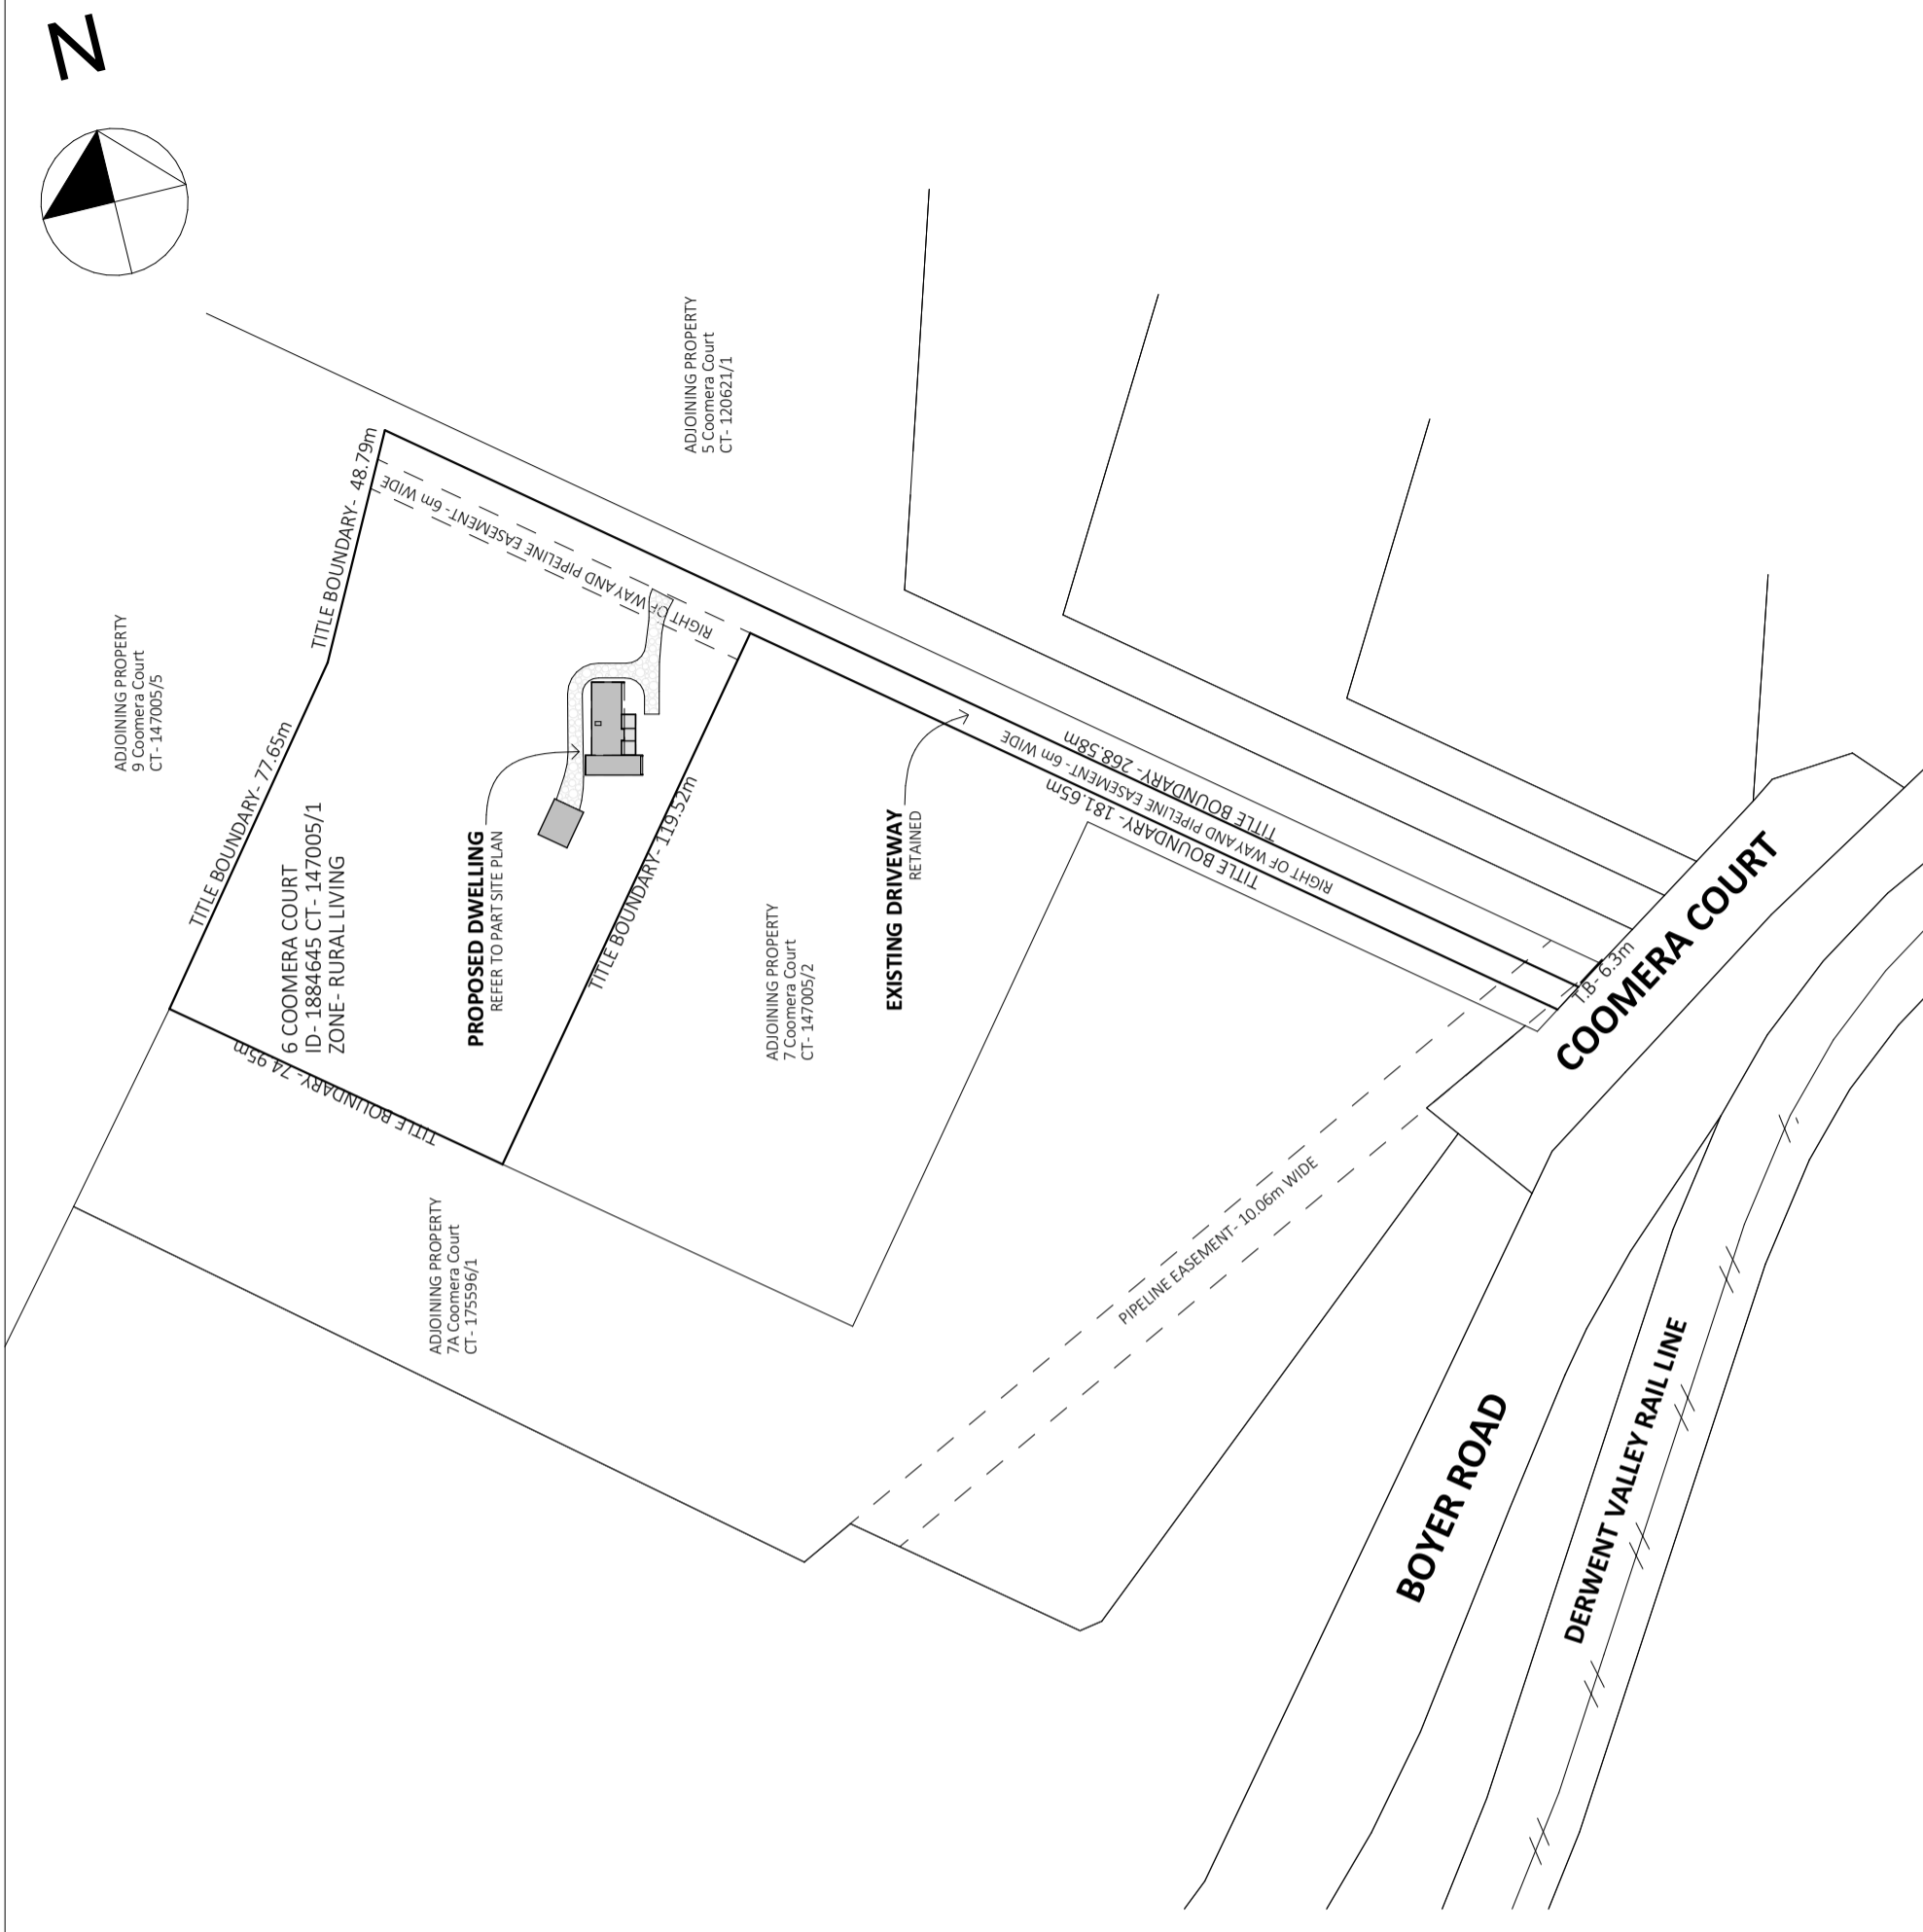 N
ADJOINING PROPERTY
5 Coomera Court
CT- 120621/1
TITLE BOUNDARY - 48.79m
RIGHT OF WAY AND PIPELINE EASEMENT- 6m WIDE
ADJOINING PROPERTY
9 Coomera Court
CT- 147005/5
TITLE BOUNDARY- 77.65m
6 COOMERA COURT
ID- 1884645 CT- 147005/1
ZONE- RURAL LIVING
PROPOSED DWELLING
REFER TO PART SITE PLAN
TITLE BOUNDARY- 119.52m
TITLE BOUNDARY- 74.95m
ADJOINING PROPERTY
7 Coomera Court
CT- 147005/2
EXISTING DRIVEWAY
RETAINED
TITLE BOUNDARY - 268.58m
RIGHT OF WAY AND PIPELINE EASEMENT- 6m WIDE
TITLE BOUNDARY- 181.65m
T.B- 6.3m
COOMERA COURT
ADJOINING PROPERTY
7A Coomera Court
CT- 175596/1
PIPELINE EASEMENT- 10.06m WIDE
BOYER ROAD
DERWENT VALLEY RAIL LINE